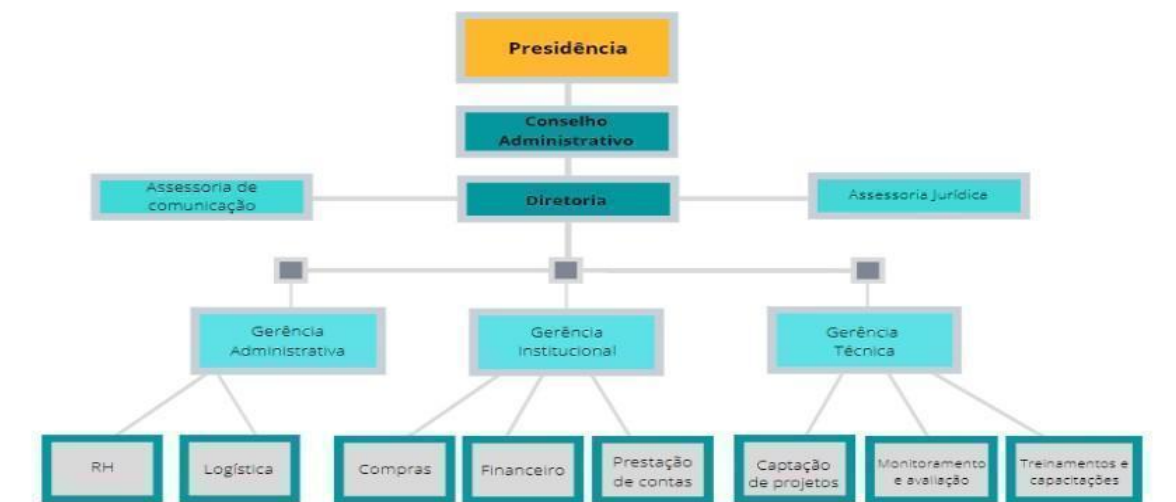 Presidência
Conselho
Administrativo
Assessoria de
comunicação
Diretoria
Assessoria Jurídica
Gerência
Administrativa
Gerência
Institucional
Gerência
Técnica
RH
Logística
Compras
Financeiro
Prestação
de contas
Captação
de projetos
Monitoramento
e avaliação
Treinamentos e
capacitações